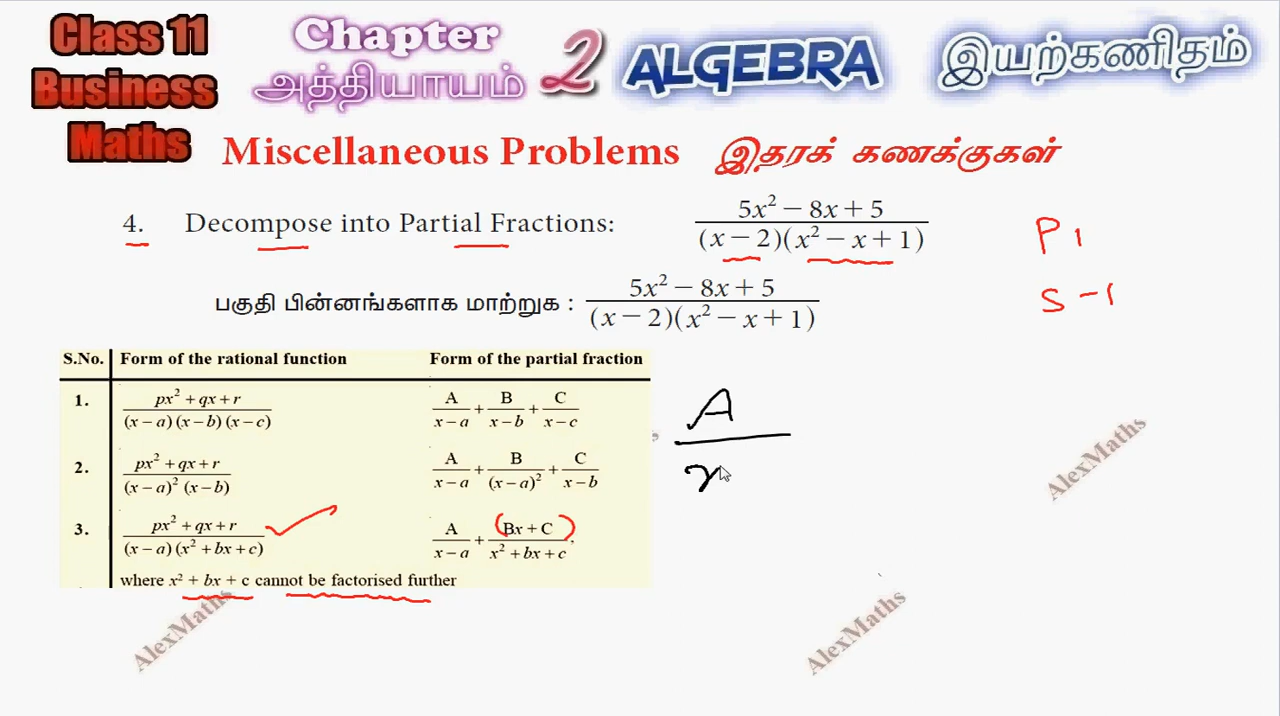 Class 11 Chapter 2 ALGEBRA இயற்கணிதம்
Business அத்தியாயம்
Maths
Miscellaneous Problems இதரக் கணக்குகள்
4. Decompose into Partial Fractions: (5x² − 8x + 5)/((x − 2)(x² − x + 1)) P 1
பகுதி பின்னங்களாக மாற்றுக : (5x² − 8x + 5)/((x − 2)(x² − x + 1)) S −1
S.No. Form of the rational function Form of the partial fraction
1. (px² + qx + r)/((x − a)(x − b)(x − c)) A/(x − a) + B/(x − b) + C/(x − c)
2. (px² + qx + r)/((x − a)²(x − b)) A/(x − a) + B/(x − a)² + C/(x − b)
3. (px² + qx + r)/((x − a)(x² + bx + c)) A/(x − a) + (Bx + C)/(x² + bx + c),
where x² + bx + c cannot be factorised further
A
x
AlexMaths
AlexMaths
AlexMaths